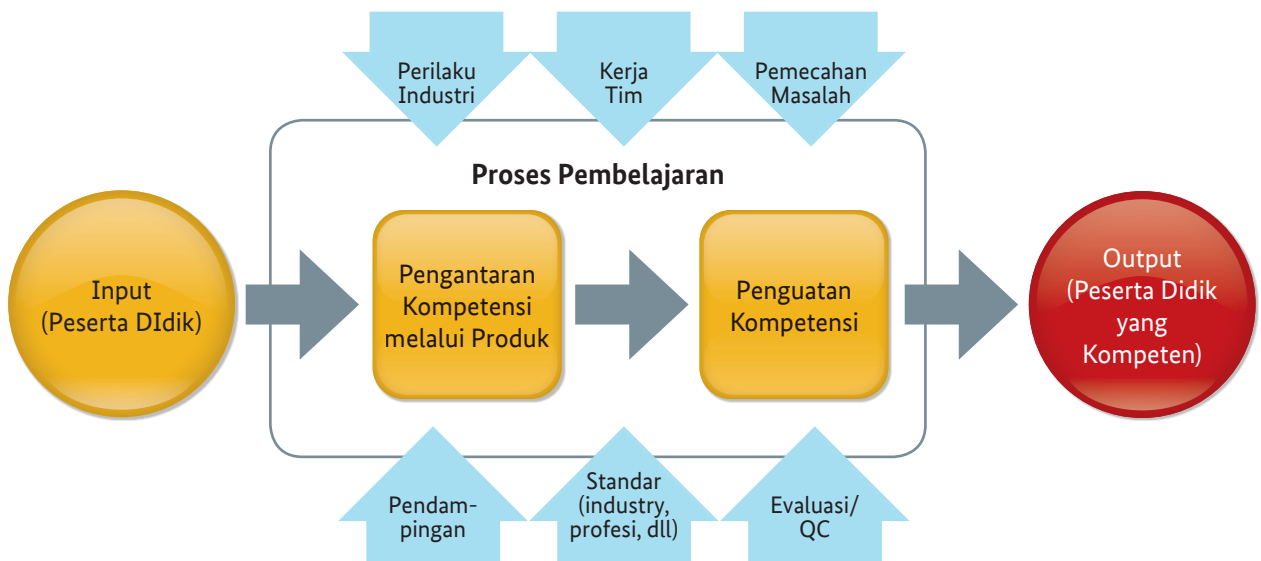 Perilaku
Industri
Kerja
Tim
Pemecahan
Masalah
Proses Pembelajaran
Input
(Peserta DIdik)
Pengantaran
Kompetensi
melalui Produk
Penguatan
Kompetensi
Output
(Peserta Didik
yang
Kompeten)
Pendam-
pingan
Standar
(industry,
profesi, dll)
Evaluasi/
QC